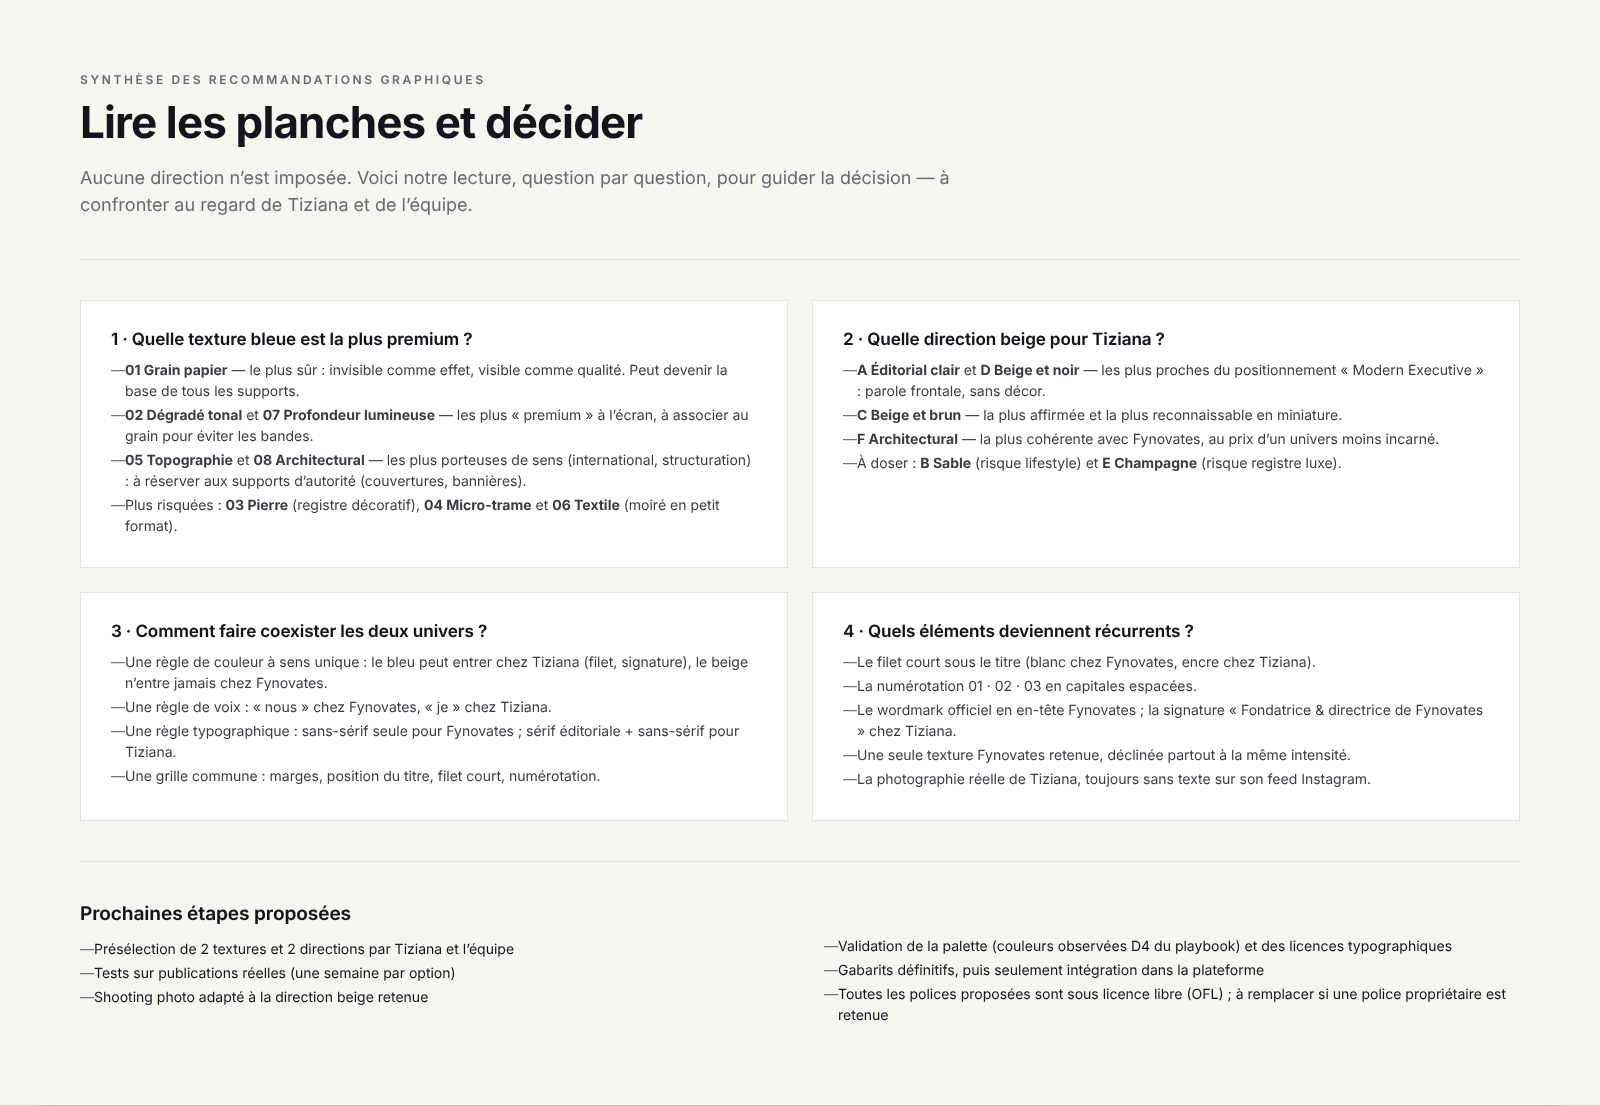 SYNTHÈSE DES RECOMMANDATIONS GRAPHIQUES
Lire les planches et décider
Aucune direction n’est imposée. Voici notre lecture, question par question, pour guider la décision — à
confronter au regard de Tiziana et de l’équipe.
1 · Quelle texture bleue est la plus premium ?
—01 Grain papier — le plus sûr : invisible comme effet, visible comme qualité. Peut devenir la
base de tous les supports.
—02 Dégradé tonal et 07 Profondeur lumineuse — les plus « premium » à l’écran, à associer au
grain pour éviter les bandes.
—05 Topographie et 08 Architectural — les plus porteuses de sens (international, structuration)
: à réserver aux supports d’autorité (couvertures, bannières).
—Plus risquées : 03 Pierre (registre décoratif), 04 Micro-trame et 06 Textile (moiré en petit
format).
2 · Quelle direction beige pour Tiziana ?
—A Éditorial clair et D Beige et noir — les plus proches du positionnement « Modern Executive »
: parole frontale, sans décor.
—C Beige et brun — la plus affirmée et la plus reconnaissable en miniature.
—F Architectural — la plus cohérente avec Fynovates, au prix d’un univers moins incarné.
—À doser : B Sable (risque lifestyle) et E Champagne (risque registre luxe).
3 · Comment faire coexister les deux univers ?
—Une règle de couleur à sens unique : le bleu peut entrer chez Tiziana (filet, signature), le beige
n’entre jamais chez Fynovates.
—Une règle de voix : « nous » chez Fynovates, « je » chez Tiziana.
—Une règle typographique : sans-sérif seule pour Fynovates ; sérif éditoriale + sans-sérif pour
Tiziana.
—Une grille commune : marges, position du titre, filet court, numérotation.
4 · Quels éléments deviennent récurrents ?
—Le filet court sous le titre (blanc chez Fynovates, encre chez Tiziana).
—La numérotation 01 · 02 · 03 en capitales espacées.
—Le wordmark officiel en en-tête Fynovates ; la signature « Fondatrice & directrice de Fynovates
» chez Tiziana.
—Une seule texture Fynovates retenue, déclinée partout à la même intensité.
—La photographie réelle de Tiziana, toujours sans texte sur son feed Instagram.
Prochaines étapes proposées
—Présélection de 2 textures et 2 directions par Tiziana et l’équipe
—Tests sur publications réelles (une semaine par option)
—Shooting photo adapté à la direction beige retenue
—Validation de la palette (couleurs observées D4 du playbook) et des licences typographiques
—Gabarits définitifs, puis seulement intégration dans la plateforme
—Toutes les polices proposées sont sous licence libre (OFL) ; à remplacer si une police propriétaire est
retenue